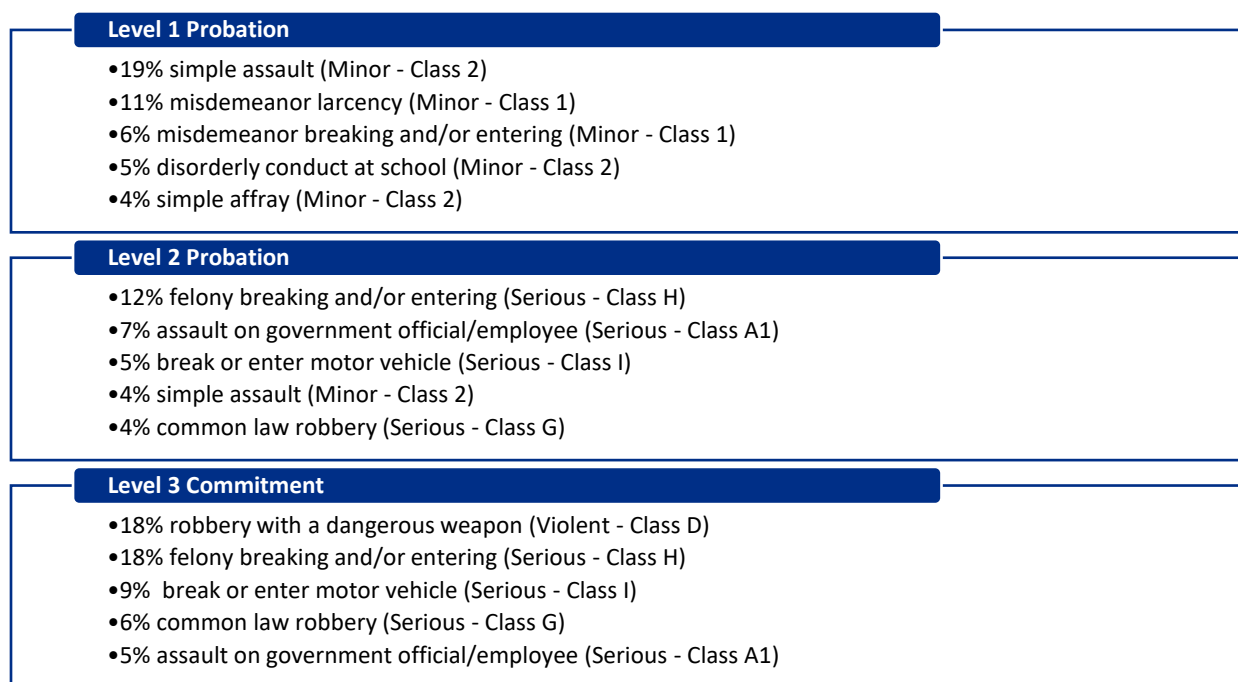 Level 1 Probation
•19% simple assault (Minor - Class 2)
•11% misdemeanor larcency (Minor - Class 1)
•6% misdemeanor breaking and/or entering (Minor - Class 1)
•5% disorderly conduct at school (Minor - Class 2)
•4% simple affray (Minor - Class 2)
Level 2 Probation
•12% felony breaking and/or entering (Serious - Class H)
•7% assault on government official/employee (Serious - Class A1)
•5% break or enter motor vehicle (Serious - Class I)
•4% simple assault (Minor - Class 2)
•4% common law robbery (Serious - Class G)
Level 3 Commitment
•18% robbery with a dangerous weapon (Violent - Class D)
•18% felony breaking and/or entering (Serious - Class H)
•9%  break or enter motor vehicle (Serious - Class I)
•6% common law robbery (Serious - Class G)
•5% assault on government official/employee (Serious - Class A1)